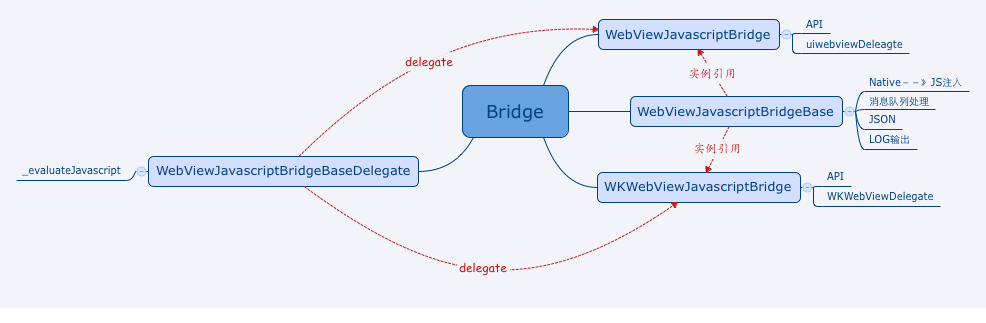 API
WebViewJavascriptBridge
uiwebviewDeleagte
delegate
实例引用
Native－－》JS注入
消息队列处理
Bridge
WebViewJavascriptBridgeBase
JSON
LOG输出
实例引用
_evaluateJavascript
WebViewJavascriptBridgeBaseDelegate
API
WKWebViewJavascriptBridge
WKWebViewDelegate
delegate